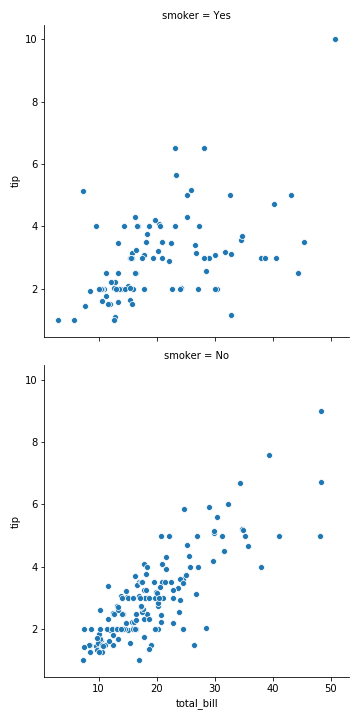 smoker = Yes
10
8
6
4
2
tip
smoker = No
10
8
6
4
2
tip
10 20 30 40 50
total_bill